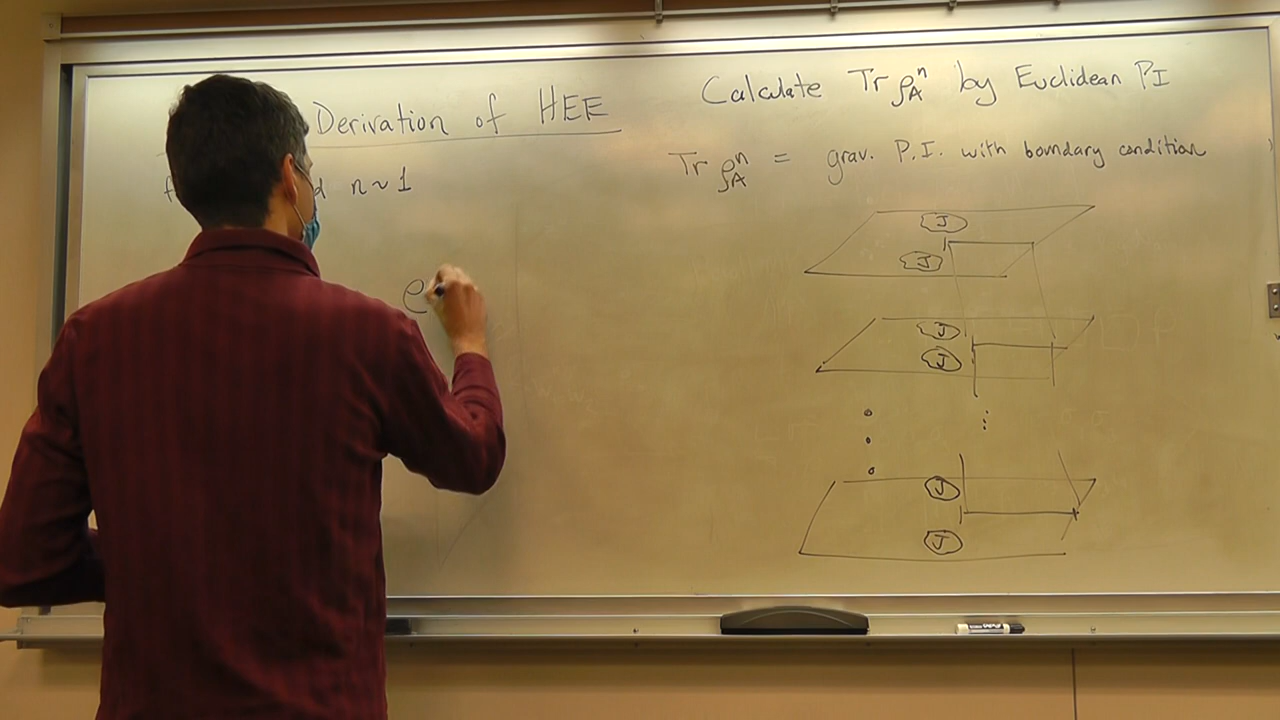 Derivation of HEE
n ~ 1
e
Calculate Tr ρ_A^n by Euclidean PI
Tr ρ_A^n = grav. P.I. with boundary condition
J
J
J
J
J
J